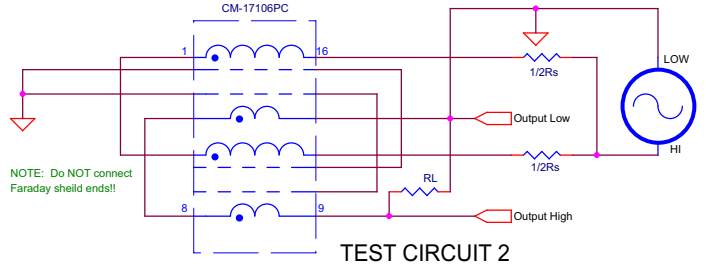 CM-17106PC
1
16
1/2Rs
LOW
Output Low
HI
1/2Rs
NOTE: Do NOT connect
Faraday sheild ends!!
RL
8
9
Output High
TEST CIRCUIT 2